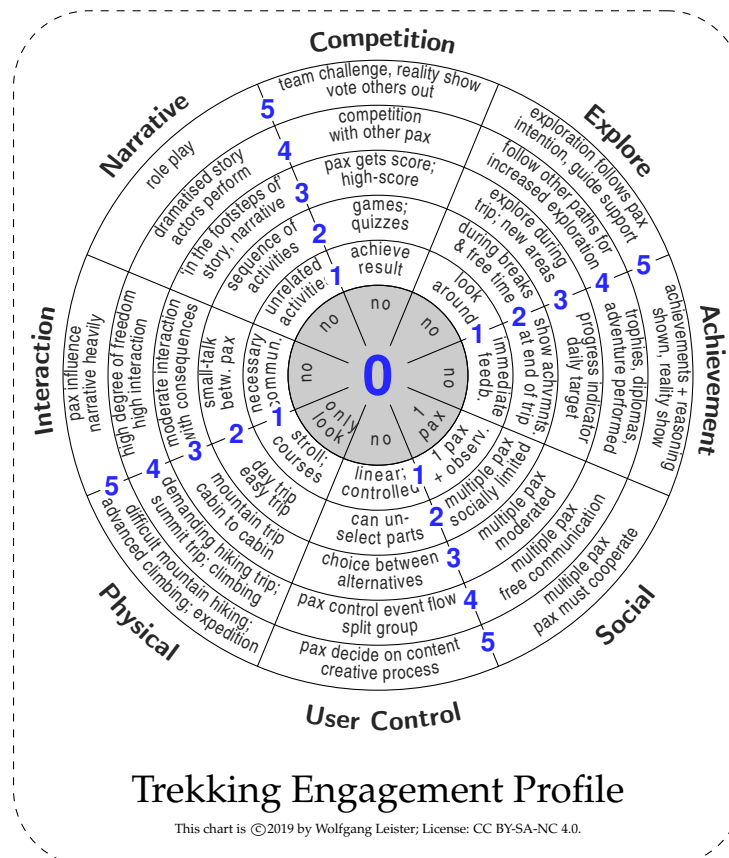 Competition
team challenge, reality show
vote others out
competition
with other pax
pax gets score;
high-score
games;
quizzes
achieve
result
no
Explore
exploration follows pax
intention, guide support
follow other paths for
increased exploration
explore during
trip; new areas
during breaks
& free time
look
around
no
Achievement
achievements + reasoning
shown, reality show
trophies, diplomas,
adventure performed
progress indicator
daily target
show achvmts.
at end of trip
immediate
feedb.
no
Social
multiple pax
pax must cooperate
multiple pax
free communication
multiple pax
moderated
multiple pax
socially limited
1 pax
+ observ.
1
pax
User Control
pax decide on content
creative process
pax control event flow
split group
choice between
alternatives
can un-
select parts
linear;
controlled
no
Physical
difficult mountain hiking;
advanced climbing; expedition
demanding hiking trip;
summit trip; climbing
mountain trip
cabin to cabin
day trip
easy trip
stroll;
courses
only
look
Interaction
pax influence
narrative heavily
high degree of freedom
high interaction
moderate interaction
with consequences
small-talk
betw. pax
necessary
commun.
no
Narrative
role play
dramatised story
actors perform
in the footsteps of
story, narrative
sequence of
activities
unrelated
activities
no
0
1
2
3
4
5
1
2
3
4
5
1
2
3
4
5
1
2
3
4
5
Trekking Engagement Profile
This chart is ©2019 by Wolfgang Leister; License: CC BY-SA-NC 4.0.